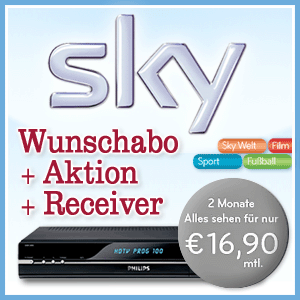 sky
Wunschabo
+ Aktion
+ Receiver
Sky Welt
Film
Sport
Fußball
2 Monate
Alles sehen für nur
€ 16,90
mtl.
HDTV PROG 100
PHILIPS